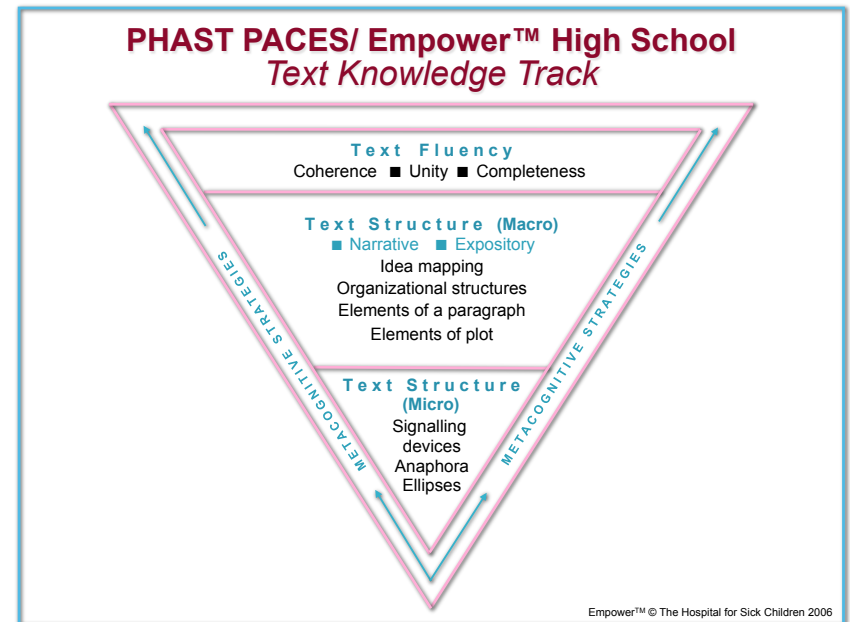 PHAST PACES/ Empower™ High School
Text Knowledge Track
Text Fluency
Coherence ■ Unity ■ Completeness
Text Structure (Macro)
■ Narrative ■ Expository
Idea mapping
Organizational structures
Elements of a paragraph
Elements of plot
METACOGNITIVE STRATEGIES
METACOGNITIVE STRATEGIES
Text Structure
(Micro)
Signalling
devices
Anaphora
Ellipses
Empower™ © The Hospital for Sick Children 2006